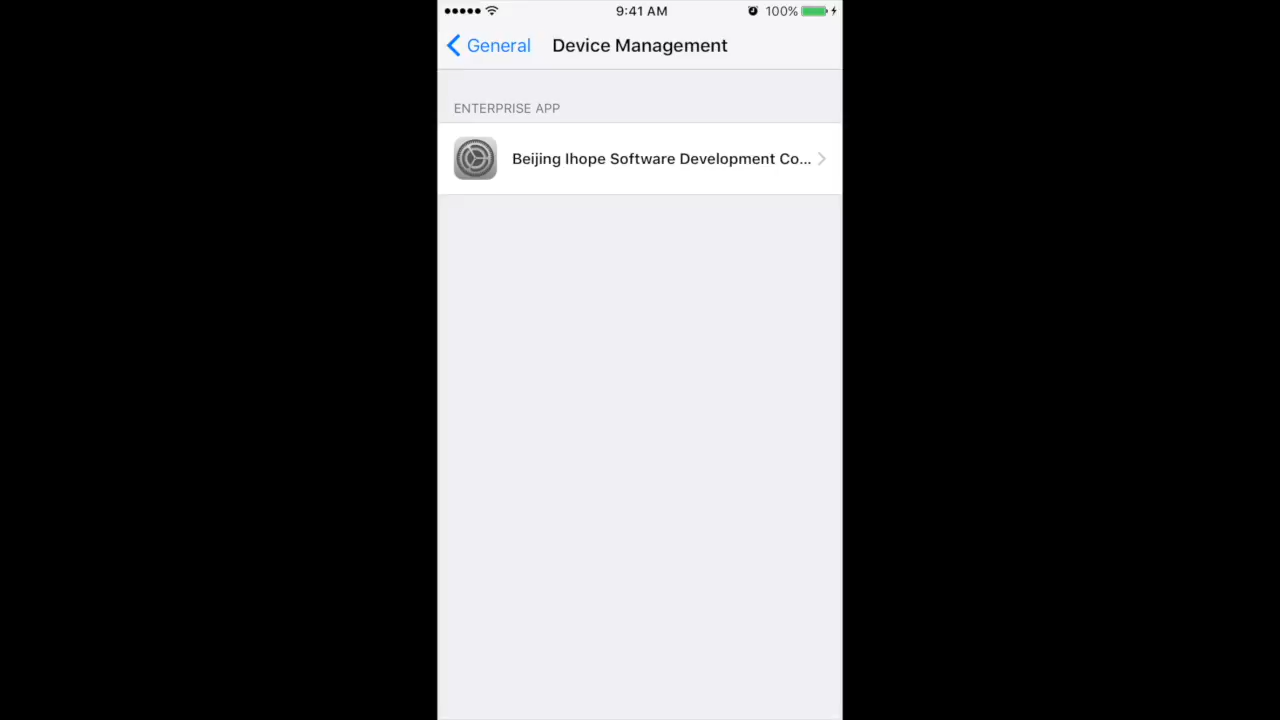 9:41 AM
100%
General
Device Management
ENTERPRISE APP
Beijing Ihope Software Development Co...